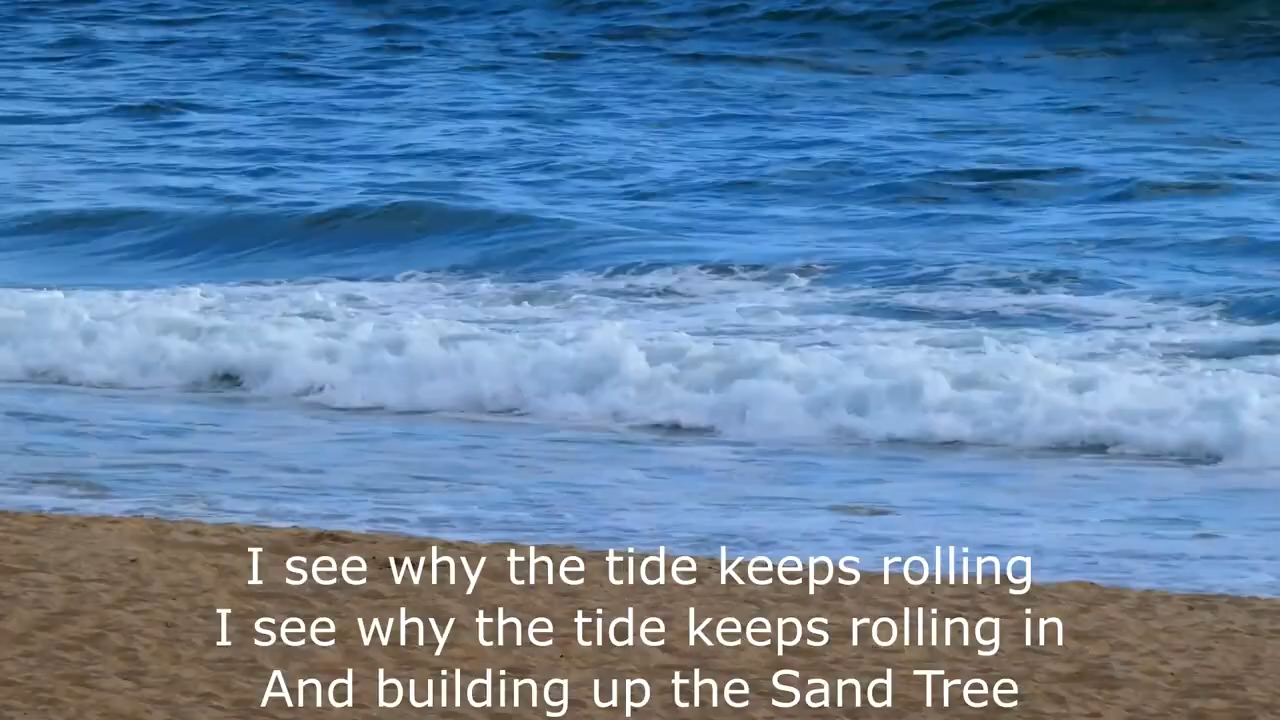 I see why the tide keeps rolling
I see why the tide keeps rolling in
And building up the Sand Tree